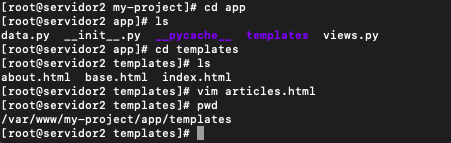 [root@servidor2 my-project]# cd app
[root@servidor2 app]# ls
data.py  __init__.py  __pycache__  templates  views.py
[root@servidor2 app]# cd templates
[root@servidor2 templates]# ls
about.html  base.html  index.html
[root@servidor2 templates]# vim articles.html
[root@servidor2 templates]# pwd
/var/www/my-project/app/templates
[root@servidor2 templates]#